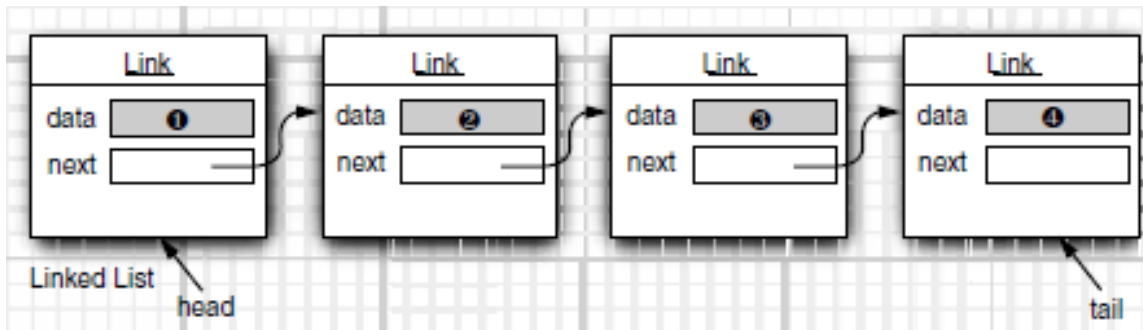 Link Link Link Link
data ❶ data ❷ data ❸ data ❹
next next next next
Linked List
head tail